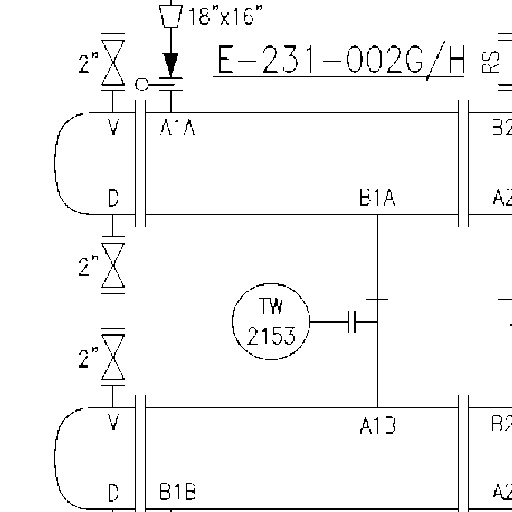 18"x16"
2" E-231-002G/H RS
V A1A B2
D B1A A2
2"
TW
2153
2"
V A1B B2
D B1B A2